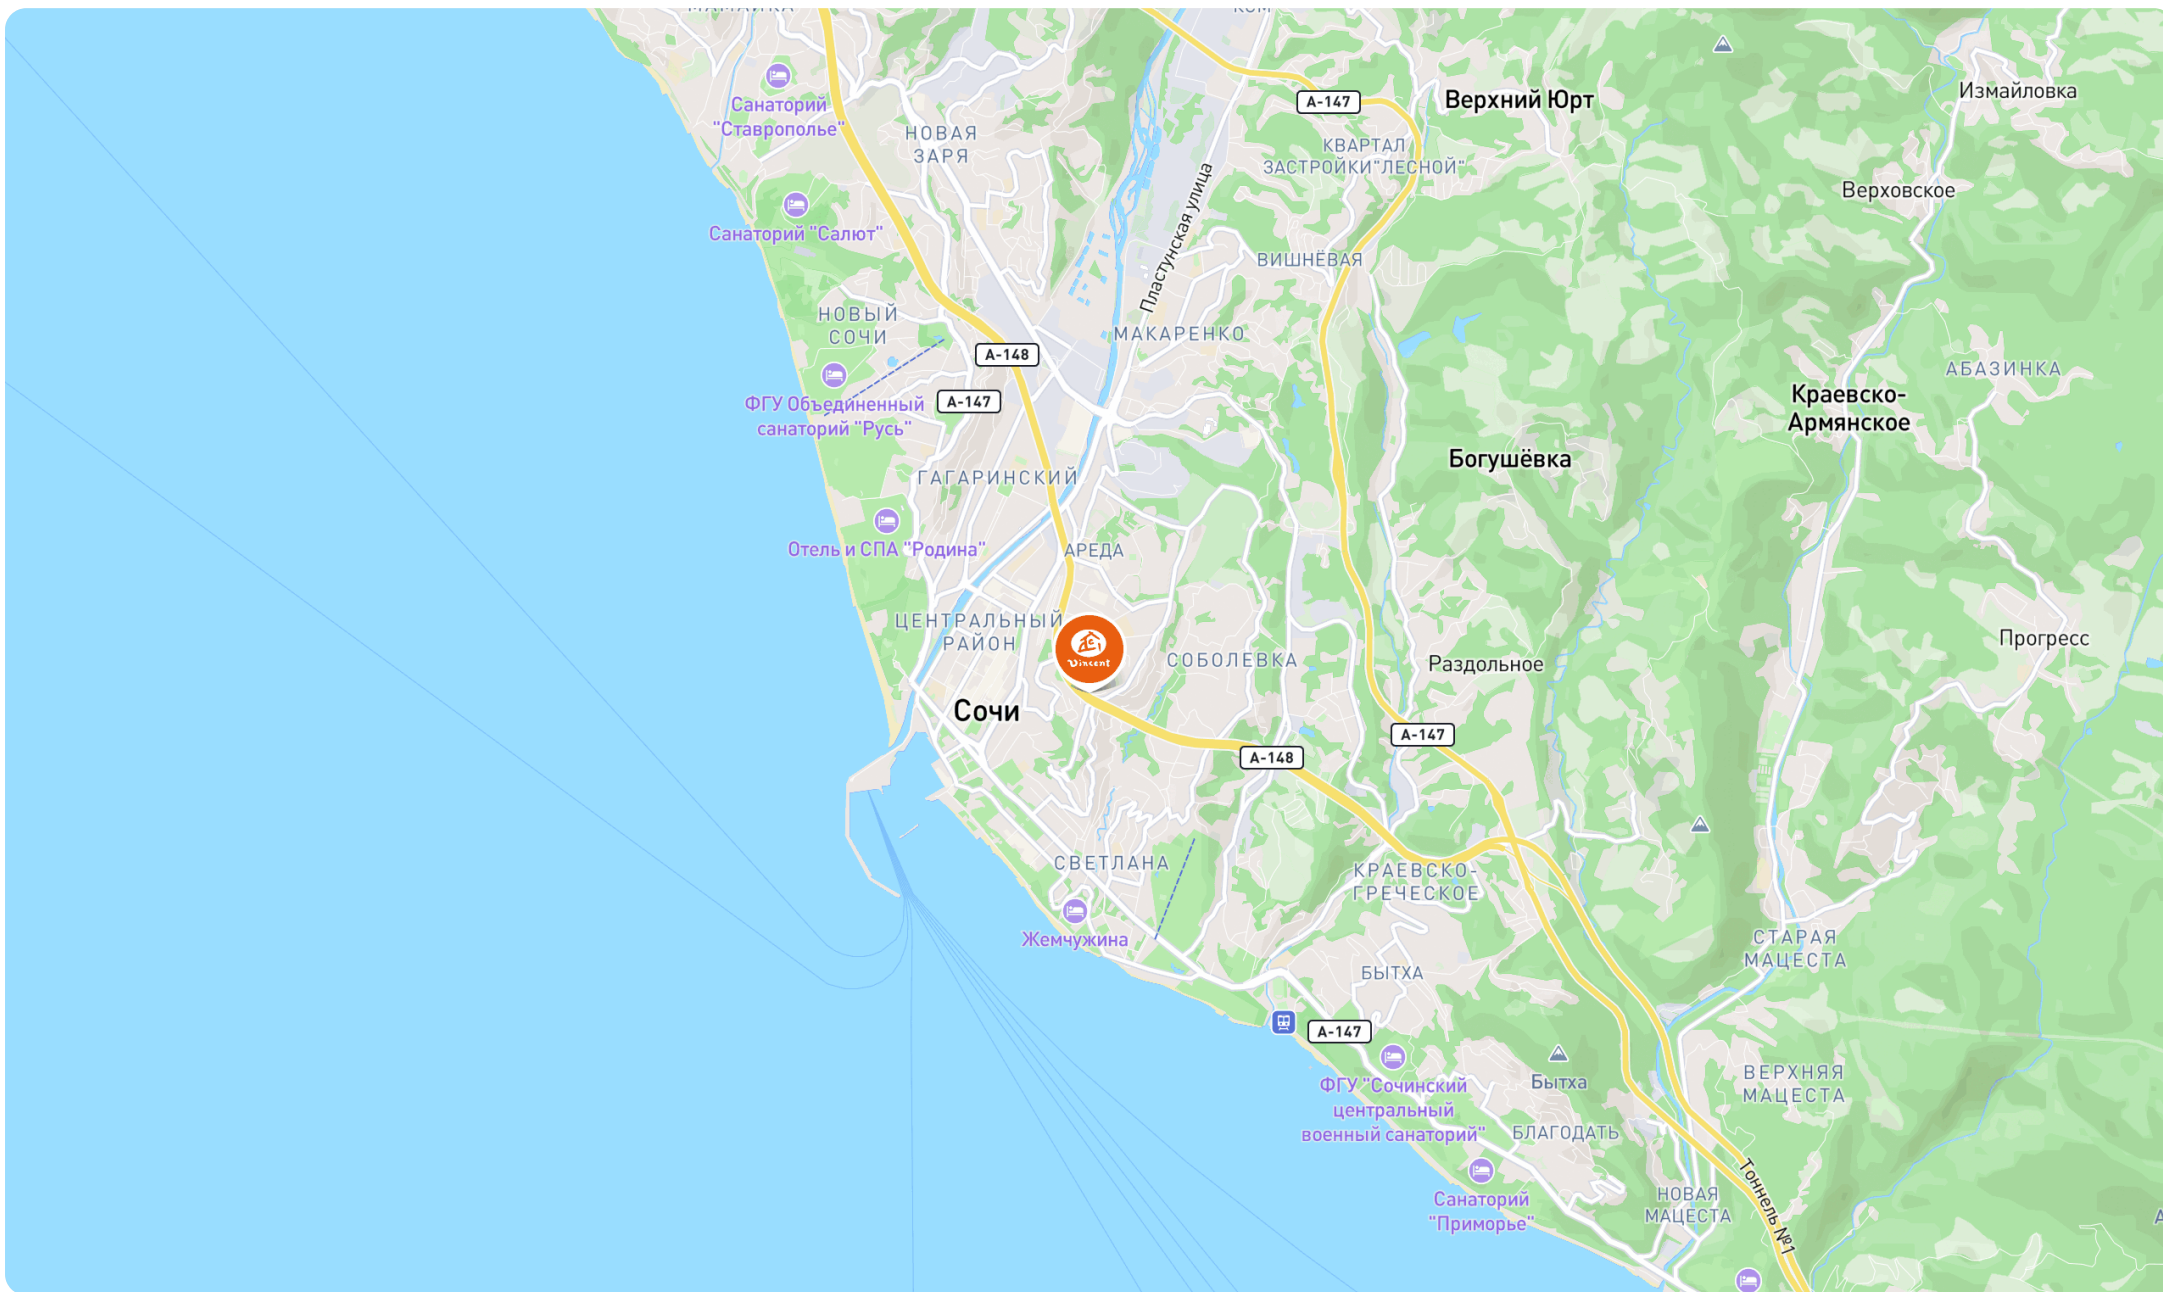 МАМАЙКА
КСМ
Санаторий
"Ставрополье"
НОВАЯ
ЗАРЯ
А-147
Верхний Юрт
Измайловка
КВАРТАЛ
ЗАСТРОЙКИ"ЛЕСНОЙ"
Верховское
Санаторий "Салют"
Пластунская улица
ВИШНЁВАЯ
НОВЫЙ
СОЧИ
МАКАРЕНКО
А-148
АБАЗИНКА
А-147
ФГУ Объединенный
санаторий "Русь"
Краевско-
Армянское
Богушёвка
ГАГАРИНСКИЙ
Отель и СПА "Родина"
АРЕДА
ЦЕНТРАЛЬНЫЙ
РАЙОН
Vincent
СОБОЛЕВКА
Раздольное
Прогресс
Сочи
А-147
А-148
СВЕТЛАНА
КРАЕВСКО-
ГРЕЧЕСКОЕ
Жемчужина
СТАРАЯ
МАЦЕСТА
БЫТХА
А-147
ФГУ "Сочинский
центральный
военный санаторий"
Бытха
ВЕРХНЯЯ
МАЦЕСТА
БЛАГОДАТЬ
Санаторий
"Приморье"
НОВАЯ
МАЦЕСТА
Тоннель №1